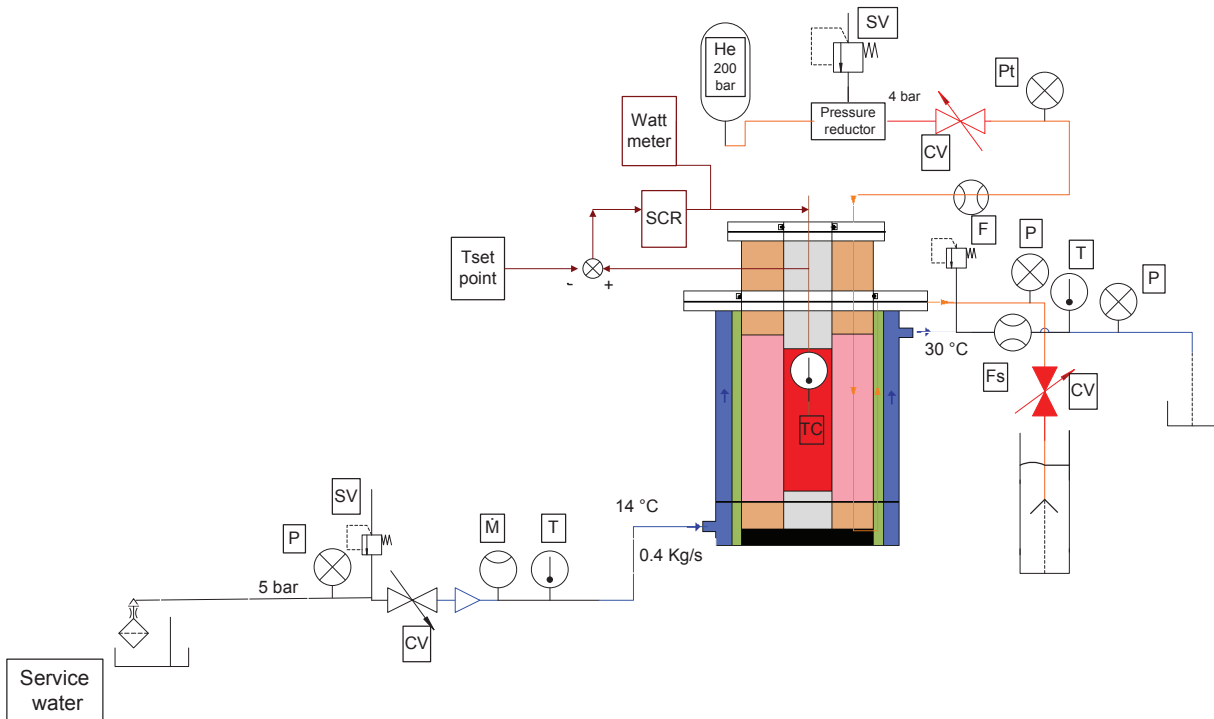 SV
He
200
bar
Pt
4 bar
Watt
meter
Pressure
reductor
CV
SCR
F
P
T
P
Tset
point
- +
30 °C
Fs
CV
TC
14 °C
SV
Ṁ
T
P
0.4 Kg/s
5 bar
CV
Service
water